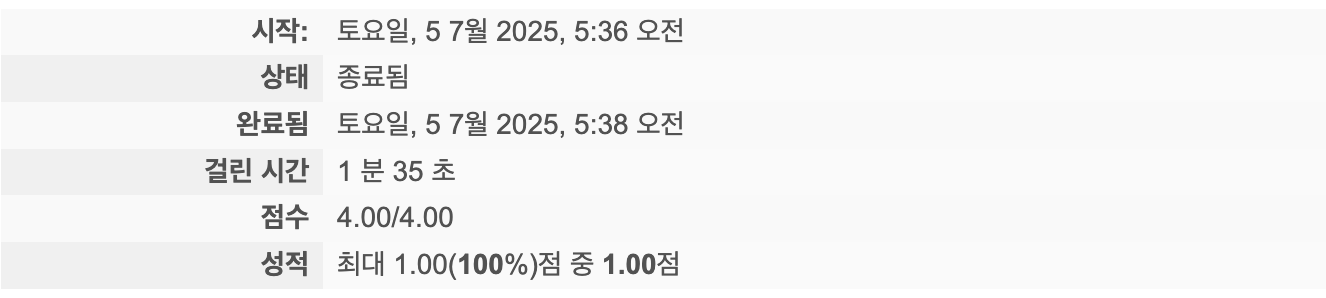 시작: 토요일, 5 7월 2025, 5:36 오전
상태 종료됨
완료됨 토요일, 5 7월 2025, 5:38 오전
걸린 시간 1 분 35 초
점수 4.00/4.00
성적 최대 1.00(100%)점 중 1.00점